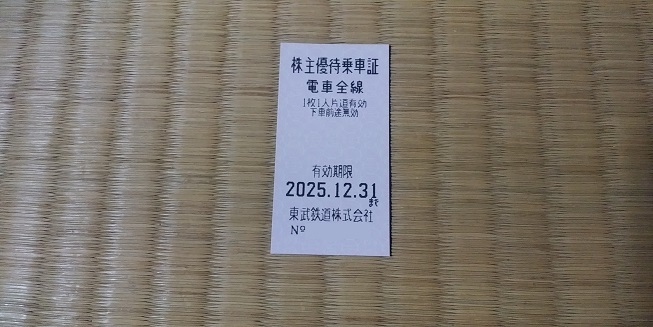 株主優待乗車証
電車全線
1枚1人片道有効
下車前途無効
有効期限
2025.12.31
まで
東武鉄道株式会社
№